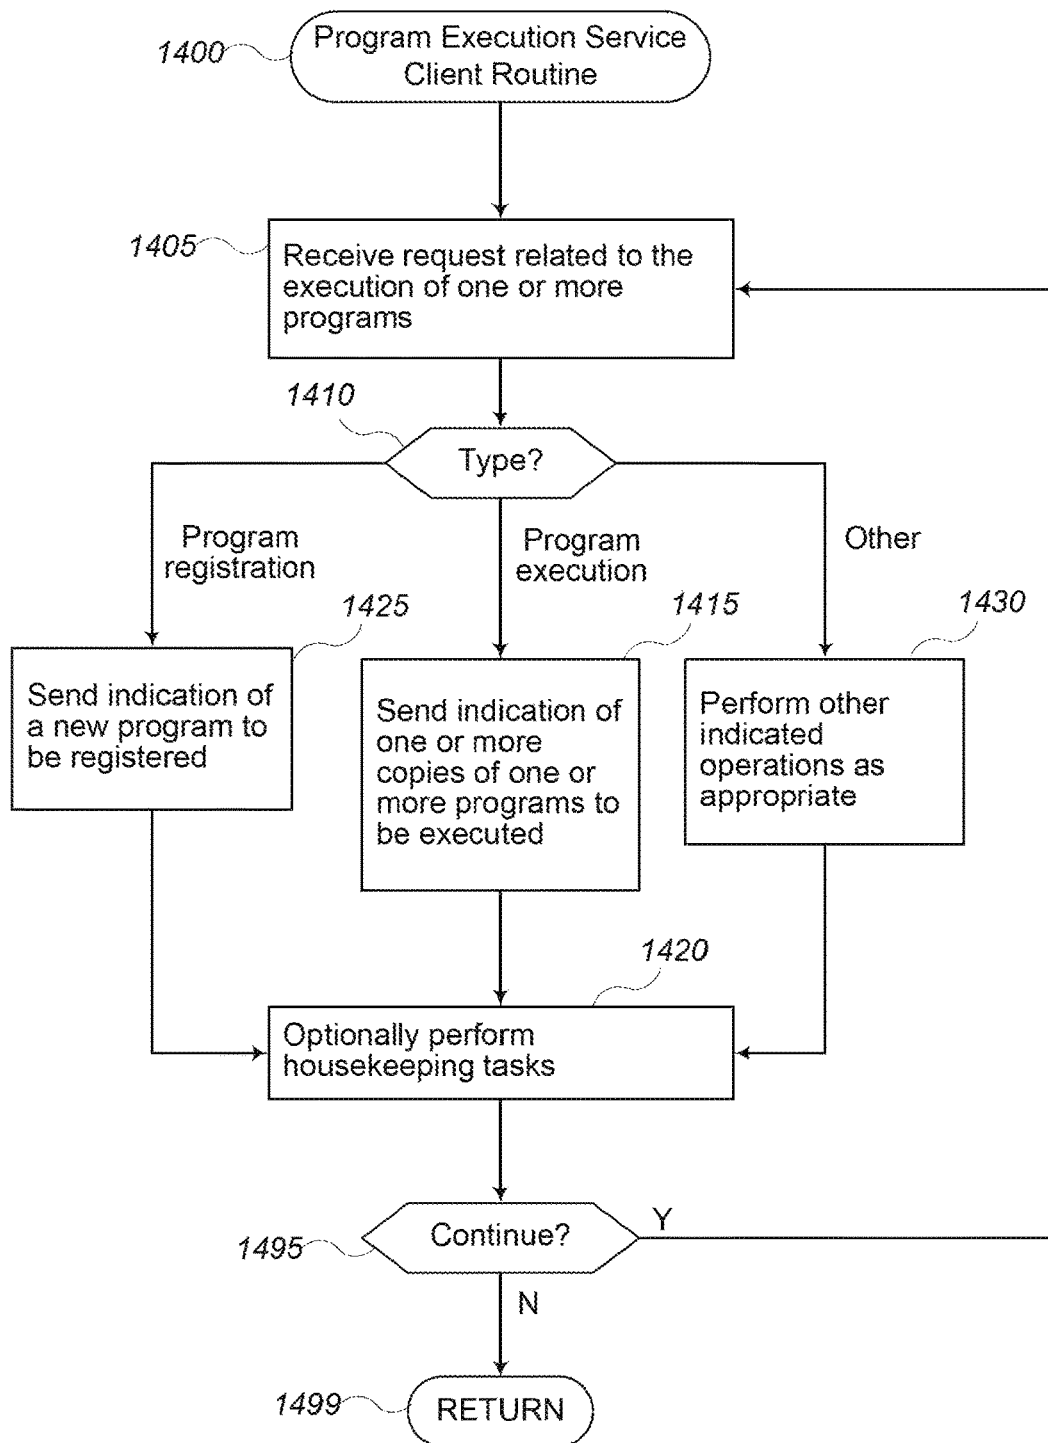 1400
Program Execution Service
Client Routine
1405
Receive request related to the
execution of one or more
programs
1410
Type?
Program
registration
Program
execution
Other
1425
1415
1430
Send indication of
a new program to
be registered
Send indication of
one or more
copies of one or
more programs to
be executed
Perform other
indicated
operations as
appropriate
1420
Optionally perform
housekeeping tasks
1495
Continue?
Y
N
1499
RETURN